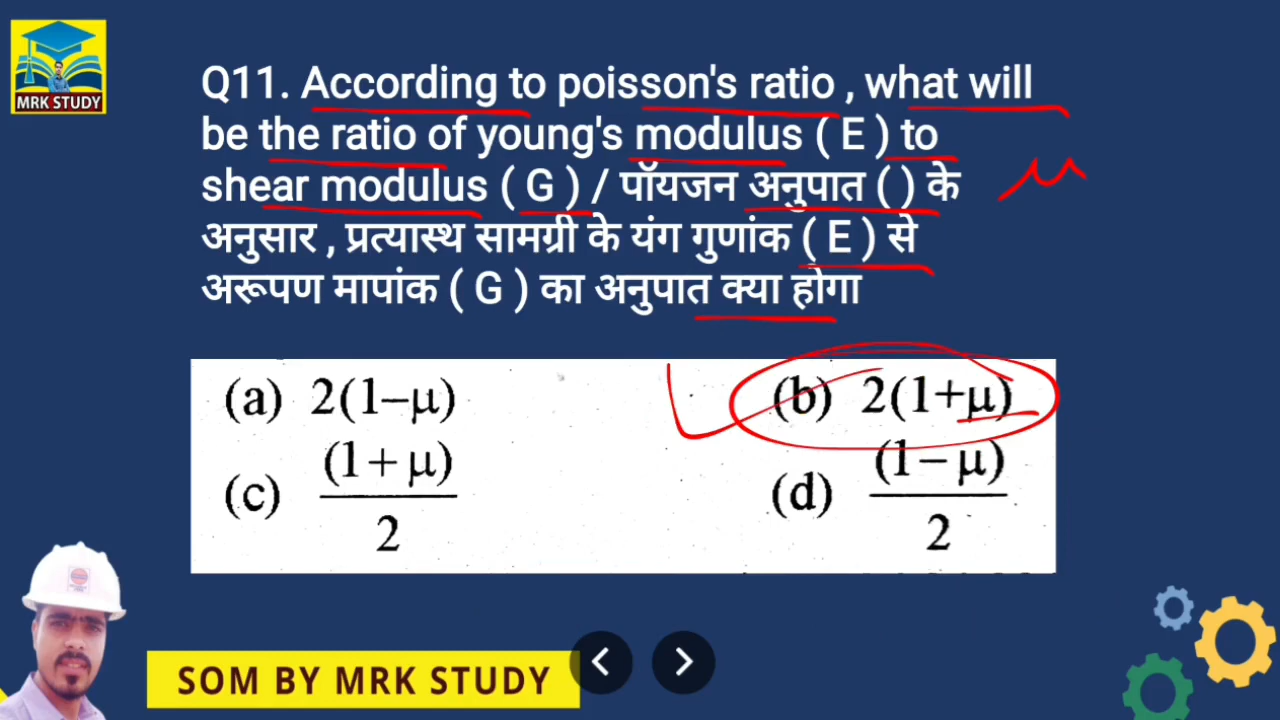 MRK STUDY
Q11. According to poisson's ratio , what will
be the ratio of young's modulus ( E ) to
shear modulus ( G ) / पॉयजन अनुपात ( ) के
अनुसार , प्रत्यास्थ सामग्री के यंग गुणांक ( E ) से
अरूपण मापांक ( G ) का अनुपात क्या होगा
μ
(a) 2(1–μ)
(b) 2(1+μ)
(c) (1+μ)/2
(d) (1–μ)/2
SOM BY MRK STUDY